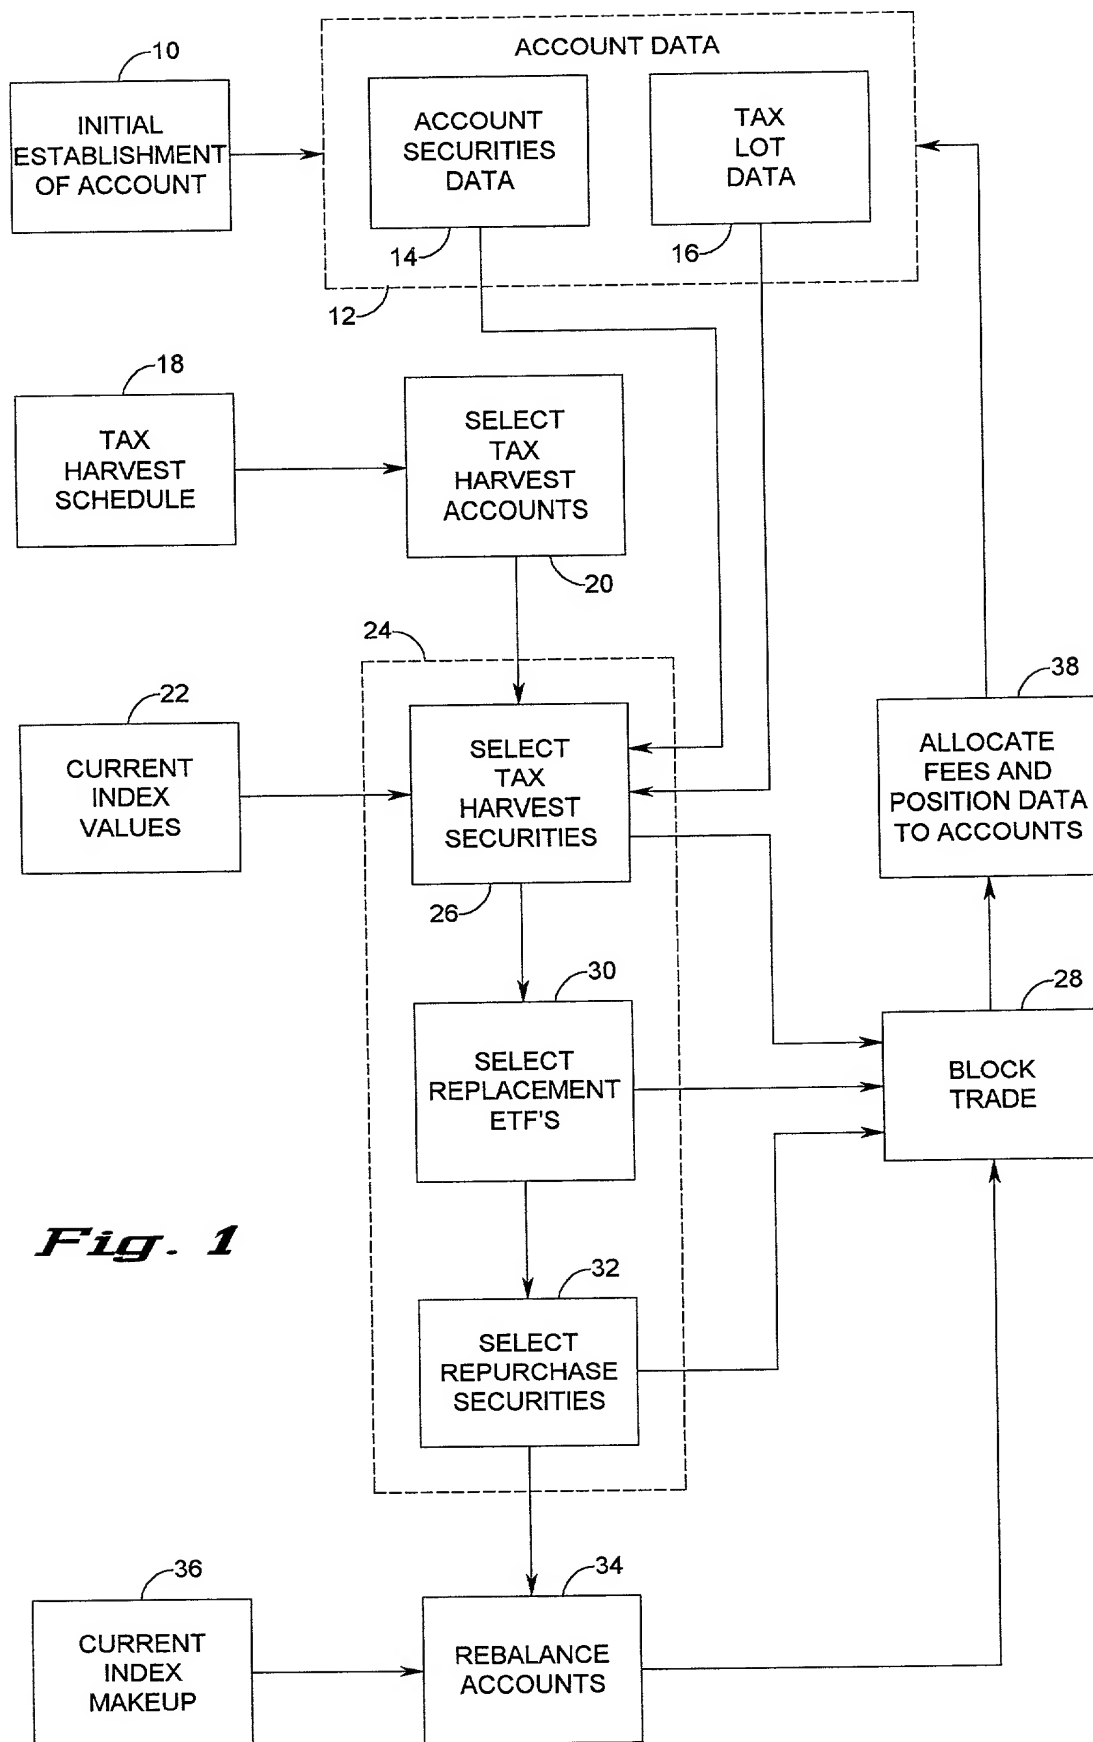 10
INITIAL
ESTABLISHMENT
OF ACCOUNT
ACCOUNT DATA
ACCOUNT
SECURITIES
DATA
14
TAX
LOT
DATA
16
12
18
TAX
HARVEST
SCHEDULE
SELECT
TAX
HARVEST
ACCOUNTS
20
24
22
CURRENT
INDEX
VALUES
SELECT
TAX
HARVEST
SECURITIES
26
38
ALLOCATE
FEES AND
POSITION DATA
TO ACCOUNTS
30
SELECT
REPLACEMENT
ETF'S
28
BLOCK
TRADE
Fig. 1
32
SELECT
REPURCHASE
SECURITIES
36
CURRENT
INDEX
MAKEUP
34
REBALANCE
ACCOUNTS